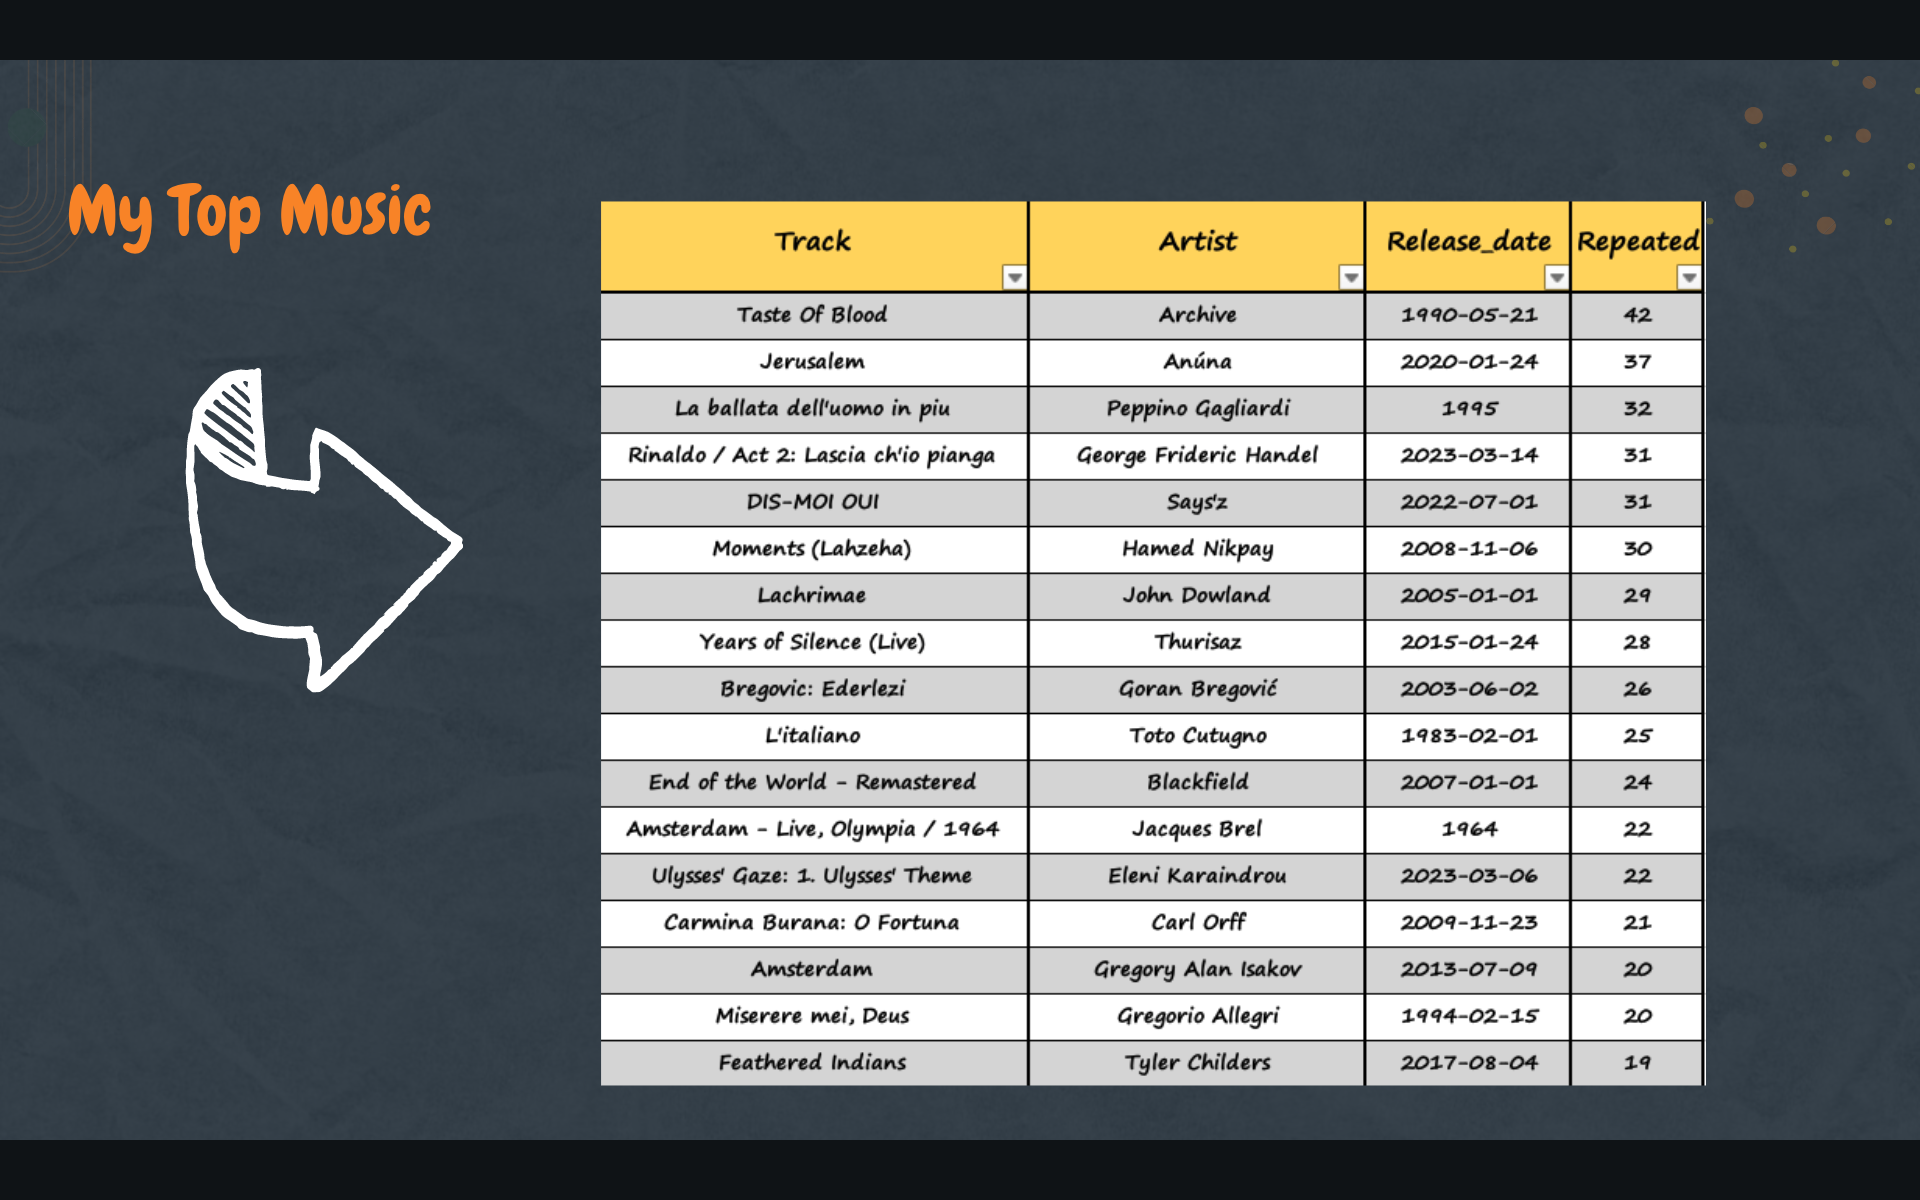 My Top Music
Track Artist Release_date Repeated
Taste Of Blood Archive 1990-05-21 42
Jerusalem Anúna 2020-01-24 37
La ballata dell'uomo in piu Peppino Gagliardi 1995 32
Rinaldo / Act 2: Lascia ch'io pianga George Frideric Handel 2023-03-14 31
DIS-MOI OUI Says'z 2022-07-01 31
Moments (Lahzeha) Hamed Nikpay 2008-11-06 30
Lachrimae John Dowland 2005-01-01 29
Years of Silence (Live) Thurisaz 2015-01-24 28
Bregovic: Ederlezi Goran Bregović 2003-06-02 26
L'italiano Toto Cutugno 1983-02-01 25
End of the World - Remastered Blackfield 2007-01-01 24
Amsterdam - Live, Olympia / 1964 Jacques Brel 1964 22
Ulysses' Gaze: 1. Ulysses' Theme Eleni Karaindrou 2023-03-06 22
Carmina Burana: O Fortuna Carl Orff 2009-11-23 21
Amsterdam Gregory Alan Isakov 2013-07-09 20
Miserere mei, Deus Gregorio Allegri 1994-02-15 20
Feathered Indians Tyler Childers 2017-08-04 19